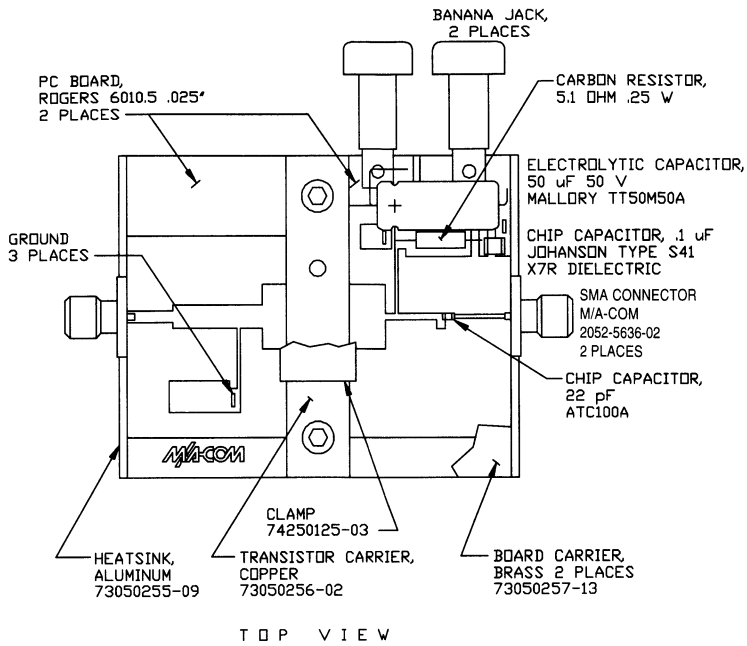 BANANA JACK,
2 PLACES
PC BOARD,
ROGERS 6010.5 .025"
2 PLACES
CARBON RESISTOR,
5.1 OHM .25 W
ELECTROLYTIC CAPACITOR,
50 uF 50 V
MALLORY TT50M50A
GROUND
3 PLACES
CHIP CAPACITOR, .1 uF
JOHANSON TYPE S41
X7R DIELECTRIC
SMA CONNECTOR
M/A-COM
2052-5636-02
2 PLACES
CHIP CAPACITOR,
22 pF
ATC100A
M/A-COM
CLAMP
74250125-03
HEATSINK,
ALUMINUM
73050255-09
TRANSISTOR CARRIER,
COPPER
73050256-02
BOARD CARRIER,
BRASS 2 PLACES
73050257-13
TOP VIEW